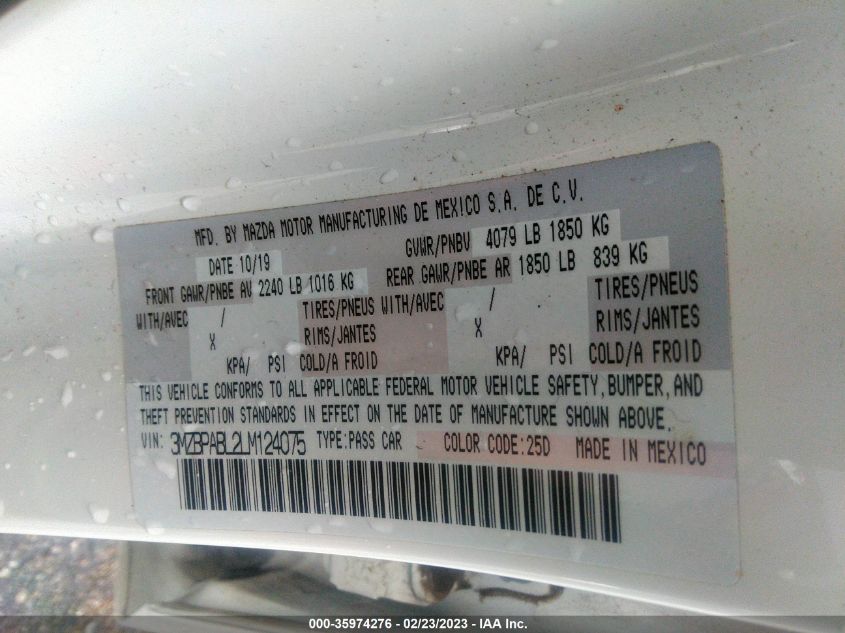 MFD. BY MAZDA MOTOR MANUFACTURING DE MEXICO S.A. DE C.V.
DATE 10/19 GVWR/PNBV 4079 LB 1850 KG
FRONT GAWR/PNBE AV 2240 LB 1016 KG REAR GAWR/PNBE AR 1850 LB 839 KG
WITH/AVEC / TIRES/PNEUS WITH/AVEC / TIRES/PNEUS
X RIMS/JANTES X RIMS/JANTES
KPA/ PSI COLD/A FROID KPA/ PSI COLD/A FROID
THIS VEHICLE CONFORMS TO ALL APPLICABLE FEDERAL MOTOR VEHICLE SAFETY, BUMPER, AND
THEFT PREVENTION STANDARDS IN EFFECT ON THE DATE OF MANUFACTURE SHOWN ABOVE.
VIN: 3MZBPABL2LM124075 TYPE:PASS CAR COLOR CODE:25D MADE IN MEXICO
000-35974276 - 02/23/2023 - IAA Inc.